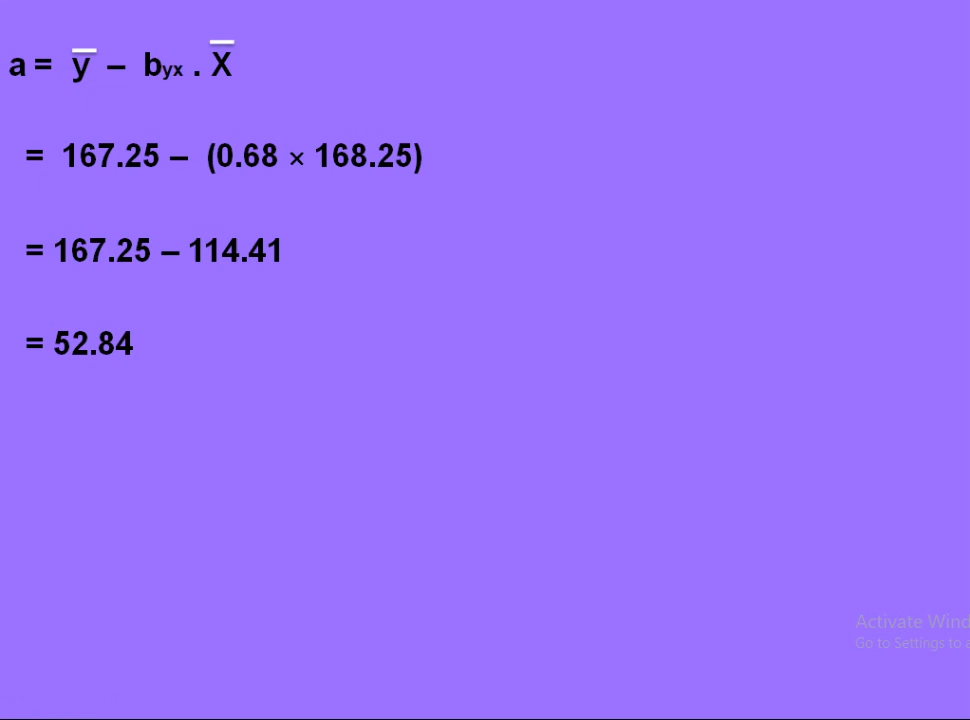 a = y̅ – byx . X̅
= 167.25 – (0.68 × 168.25)
= 167.25 – 114.41
= 52.84
Activate Wind
Go to Settings to a